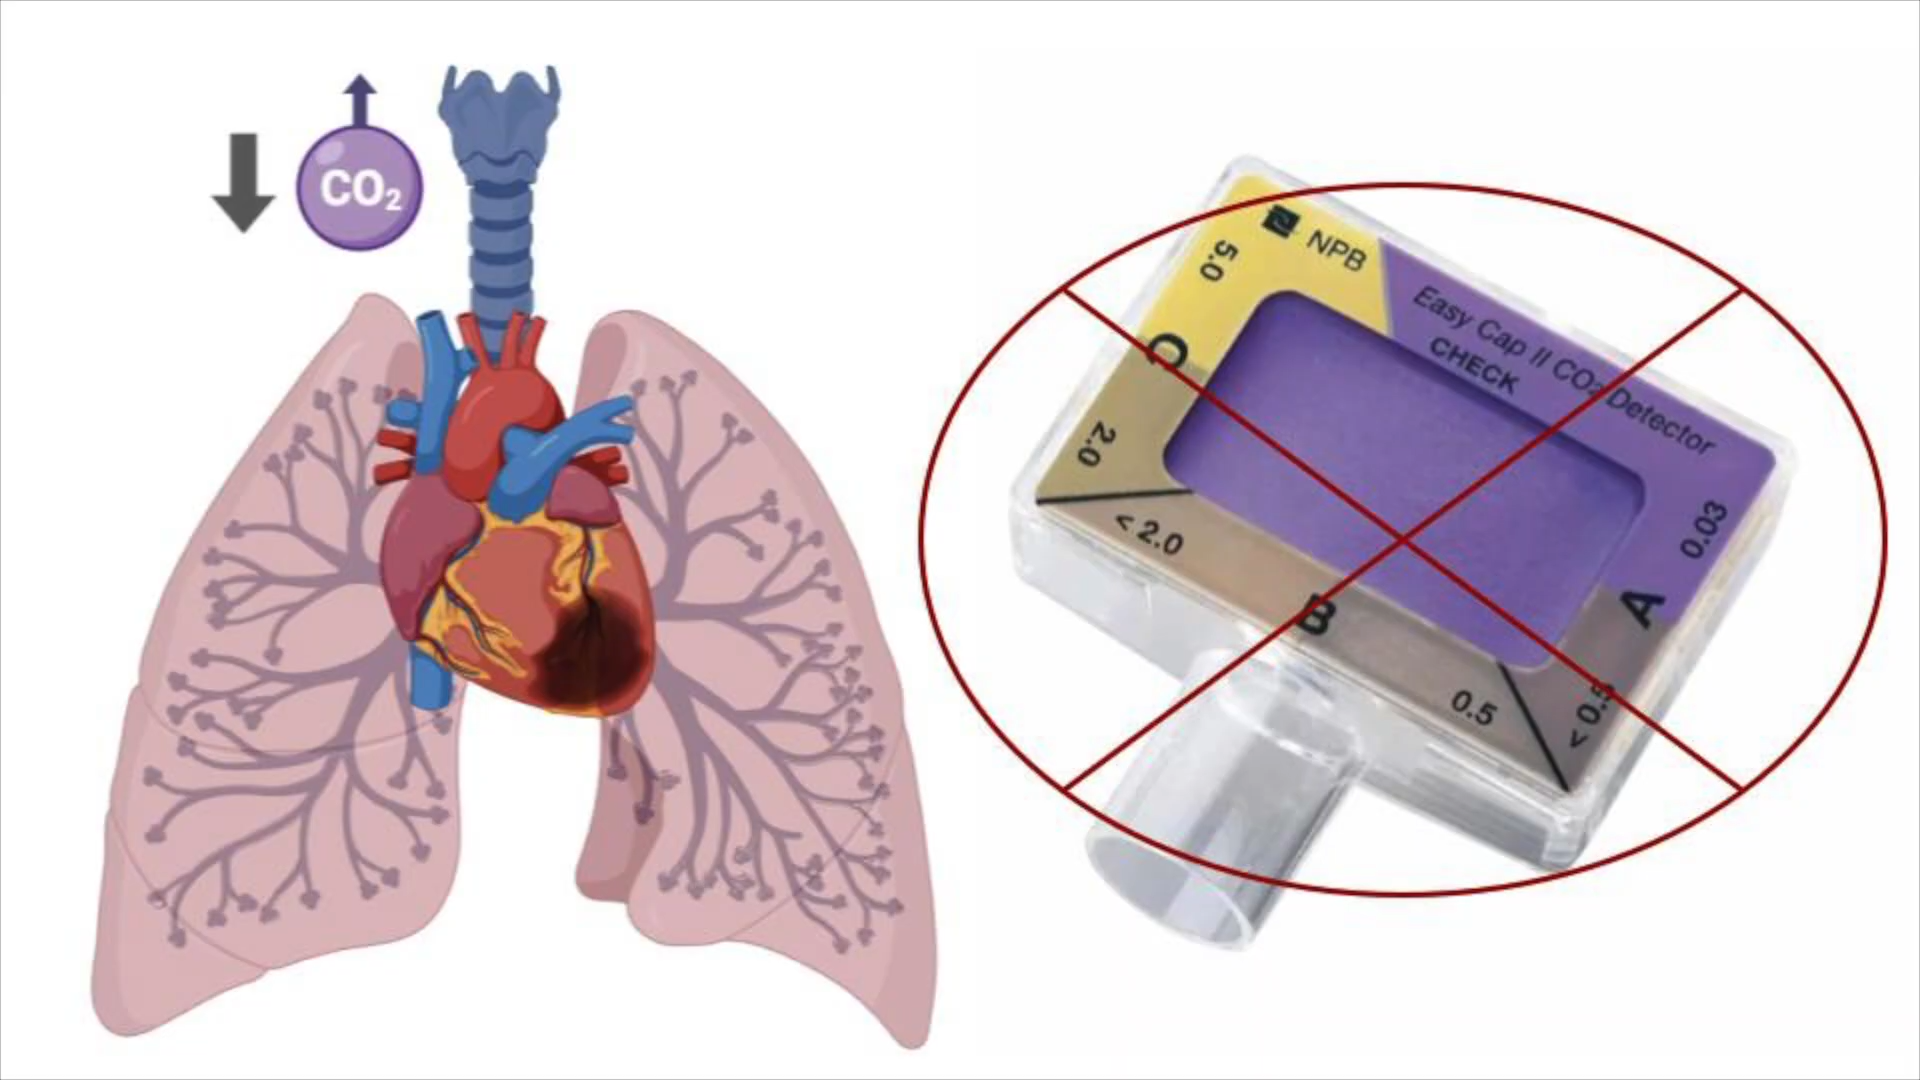 CO₂
NPB
Easy Cap II CO2 Detector
CHECK
5.0
C
2.0
< 2.0
B
0.5
< 0.5
A
0.03